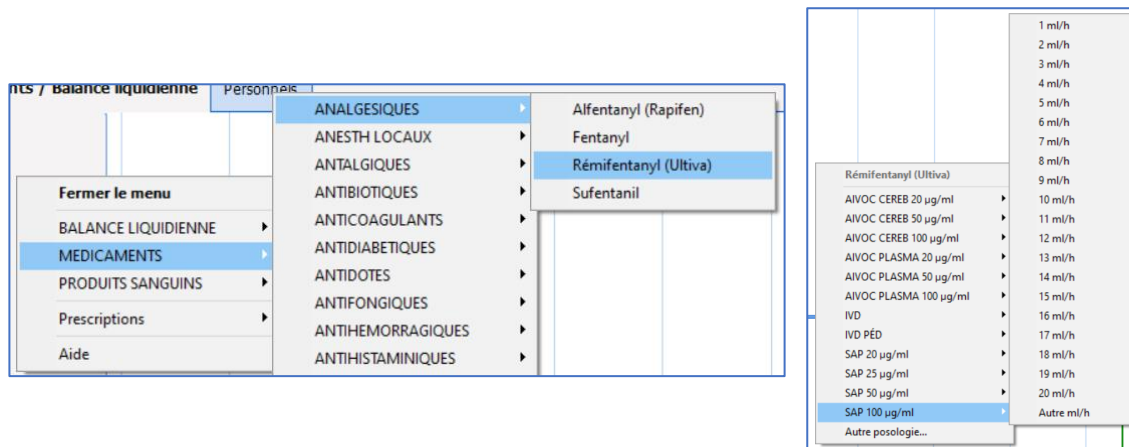 nts / Balance liquidienne
Personnels
Fermer le menu
BALANCE LIQUIDIENNE
MEDICAMENTS
PRODUITS SANGUINS
Prescriptions
Aide
ANALGESIQUES
ANESTH LOCAUX
ANTALGIQUES
ANTIBIOTIQUES
ANTICOAGULANTS
ANTIDIABETIQUES
ANTIDOTES
ANTIFONGIQUES
ANTIHEMORRAGIQUES
ANTIHISTAMINIQUES
Alfentanyl (Rapifen)
Fentanyl
Rémifentanyl (Ultiva)
Sufentanil
Rémifentanyl (Ultiva)
AIVOC CEREB 20 µg/ml
AIVOC CEREB 50 µg/ml
AIVOC CEREB 100 µg/ml
AIVOC PLASMA 20 µg/ml
AIVOC PLASMA 50 µg/ml
AIVOC PLASMA 100 µg/ml
IVD
IVD PÉD
SAP 20 µg/ml
SAP 25 µg/ml
SAP 50 µg/ml
SAP 100 µg/ml
Autre posologie...
1 ml/h
2 ml/h
3 ml/h
4 ml/h
5 ml/h
6 ml/h
7 ml/h
8 ml/h
9 ml/h
10 ml/h
11 ml/h
12 ml/h
13 ml/h
14 ml/h
15 ml/h
16 ml/h
17 ml/h
18 ml/h
19 ml/h
20 ml/h
Autre ml/h